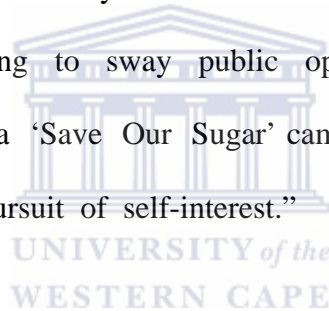 ng to sway public op
a ‘Save Our Sugar’ can
ursuit of self-interest.”
UNIVERSITY of the
WESTERN CAPE